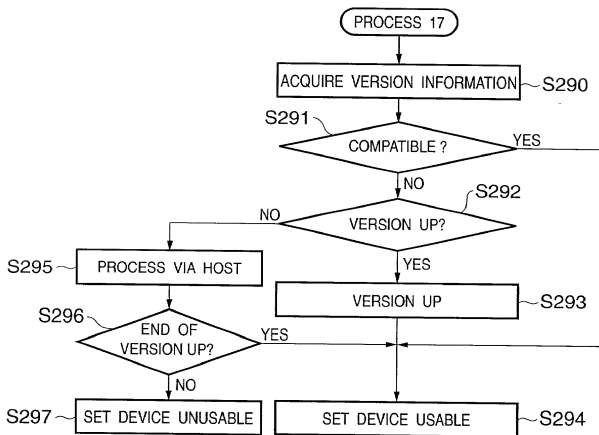 PROCESS 17
ACQUIRE VERSION INFORMATION
S290
S291
COMPATIBLE ?
YES
NO
S292
NO
VERSION UP?
S295
PROCESS VIA HOST
YES
VERSION UP
S293
S296
END OF
VERSION UP?
YES
NO
S297
SET DEVICE UNUSABLE
SET DEVICE USABLE
S294